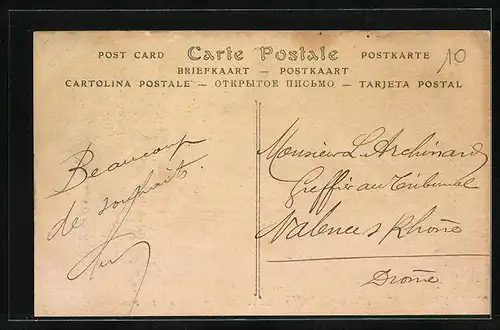 POST CARD Carte Postale POSTKARTE
BRIEFKAART — POSTKAART
CARTOLINA POSTALE — ОТКРЫТОЕ ПИСЬМО — TARJETA POSTAL
10
Beaucoup
de souhaits.
Monsieur L. Archinard
Greffier au Tribunal
Valence s Rhône
Drome